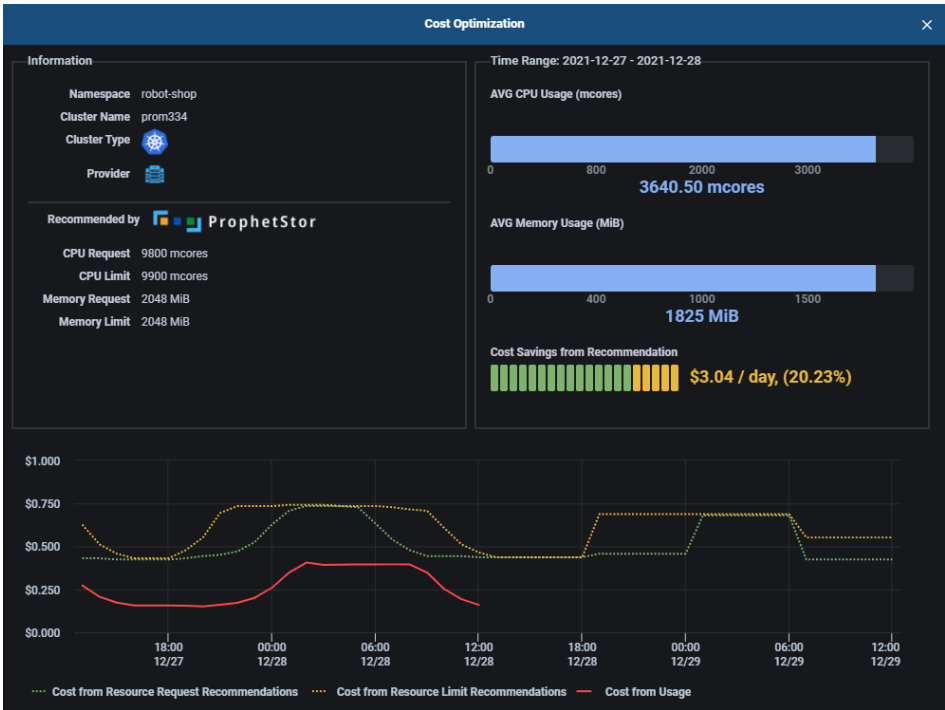 Cost Optimization
Information
Namespace robot-shop
Cluster Name prom334
Cluster Type
Provider
Recommended by ProphetStor
CPU Request 9800 mcores
CPU Limit 9900 mcores
Memory Request 2048 MiB
Memory Limit 2048 MiB
Time Range: 2021-12-27 - 2021-12-28
AVG CPU Usage (mcores)
0 800 2000 3000
3640.50 mcores
AVG Memory Usage (MiB)
0 400 1000 1500
1825 MiB
Cost Savings from Recommendation
$3.04 / day, (20.23%)
$1.000
$0.750
$0.500
$0.250
$0.000
18:00 00:00 06:00 12:00 18:00 00:00 06:00 12:00
12/27 12/28 12/28 12/28 12/28 12/29 12/29 12/29
Cost from Resource Request Recommendations Cost from Resource Limit Recommendations Cost from Usage